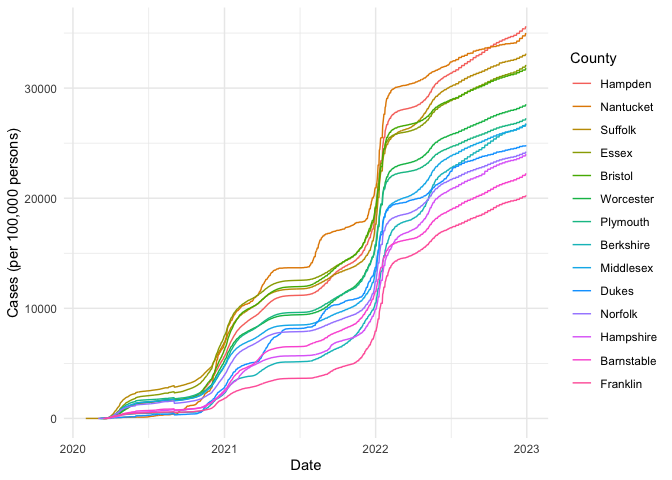 Cases (per 100,000 persons)
30000
20000
10000
0
2020
2021
2022
2023
Date
County
Hampden
Nantucket
Suffolk
Essex
Bristol
Worcester
Plymouth
Berkshire
Middlesex
Dukes
Norfolk
Hampshire
Barnstable
Franklin